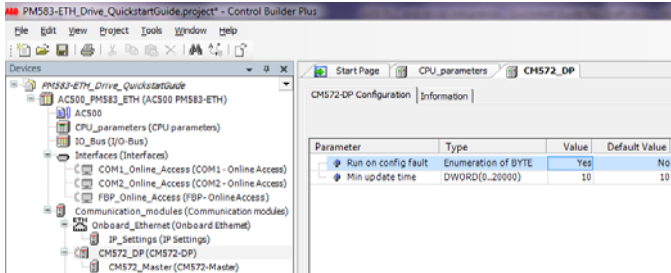 ABB PM583-ETH_Drive_QuickstartGuide.project* - Control Builder Plus
File Edit View Project Tools Window Help
Devices
Start Page CPU_parameters CM572_DP
PM583-ETH_Drive_QuickstartGuide
AC500_PM583_ETH (AC500 PM583-ETH)
AC500
CPU_parameters (CPU parameters)
IO_Bus (I/O-Bus)
Interfaces (Interfaces)
COM1_Online_Access (COM1 - Online Access)
COM2_Online_Access (COM2 - Online Access)
FBP_Online_Access (FBP - Online Access)
Communication_modules (Communication modules)
ETH Onboard_Ethernet (Onboard Ethernet)
IP_Settings (IP Settings)
CM572_DP (CM572-DP)
CM572_Master (CM572-Master)
CM572-DP Configuration Information
Parameter Type Value Default Value
Run on config fault Enumeration of BYTE Yes No
Min update time DWORD(0..20000) 10 10